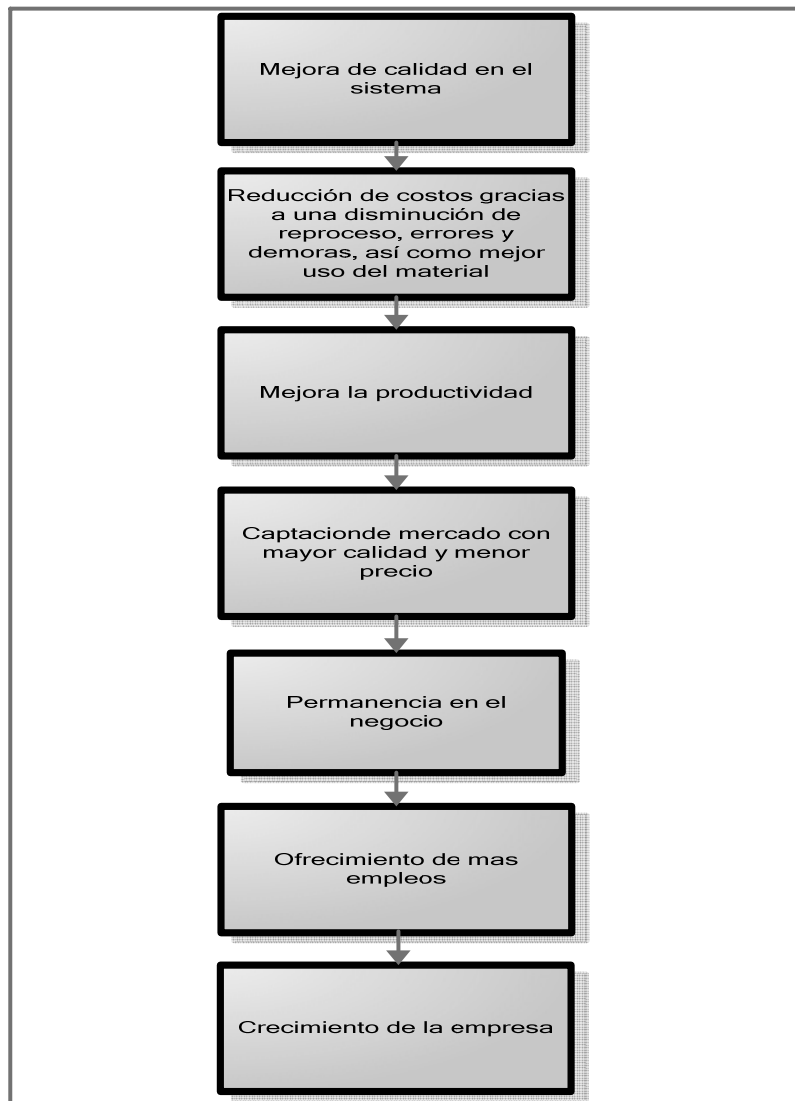 Mejora de calidad en el
sistema
Reducción de costos gracias
a una disminución de
reproceso, errores y
demoras, así como mejor
uso del material
Mejora la productividad
Captacionde mercado con
mayor calidad y menor
precio
Permanencia en el
negocio
Ofrecimiento de mas
empleos
Crecimiento de la empresa